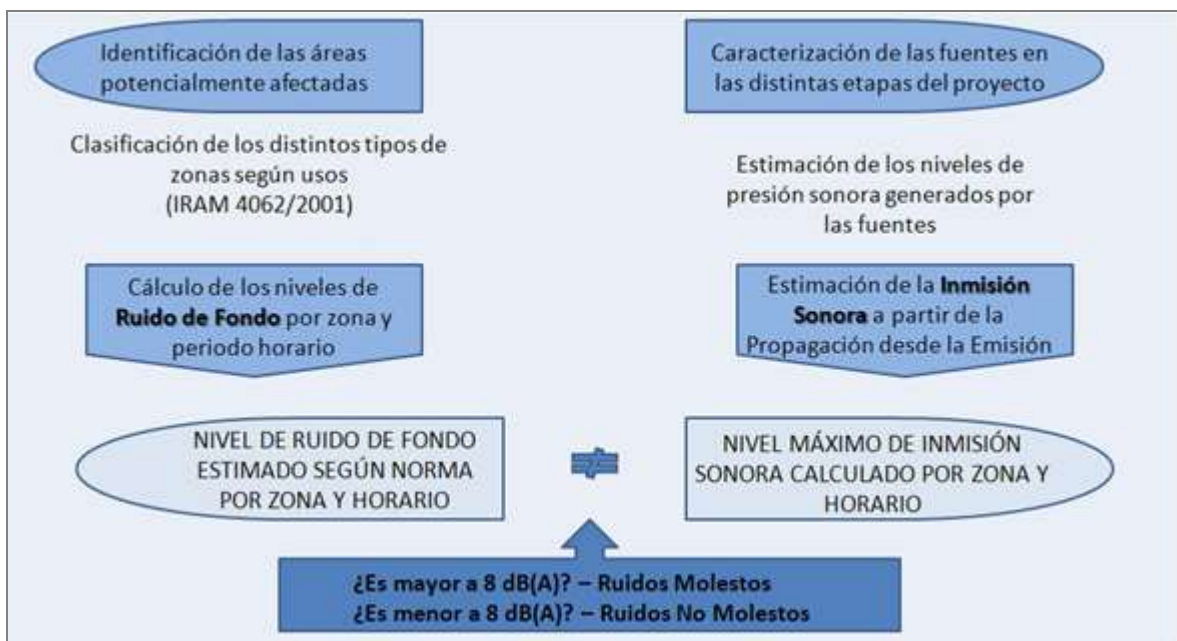 Identificación de las áreas
potencialmente afectadas
Clasificación de los distintos tipos de
zonas según usos
(IRAM 4062/2001)
Cálculo de los niveles de
Ruido de Fondo por zona y
periodo horario
NIVEL DE RUIDO DE FONDO
ESTIMADO SEGÚN NORMA
POR ZONA Y HORARIO
Caracterización de las fuentes en
las distintas etapas del proyecto
Estimación de los niveles de
presión sonora generados por
las fuentes
Estimación de la Inmisión
Sonora a partir de la
Propagación desde la Emisión
NIVEL MÁXIMO DE INMISIÓN
SONORA CALCULADO POR ZONA Y
HORARIO
¿Es mayor a 8 dB(A)? – Ruidos Molestos
¿Es menor a 8 dB(A)? – Ruidos No Molestos